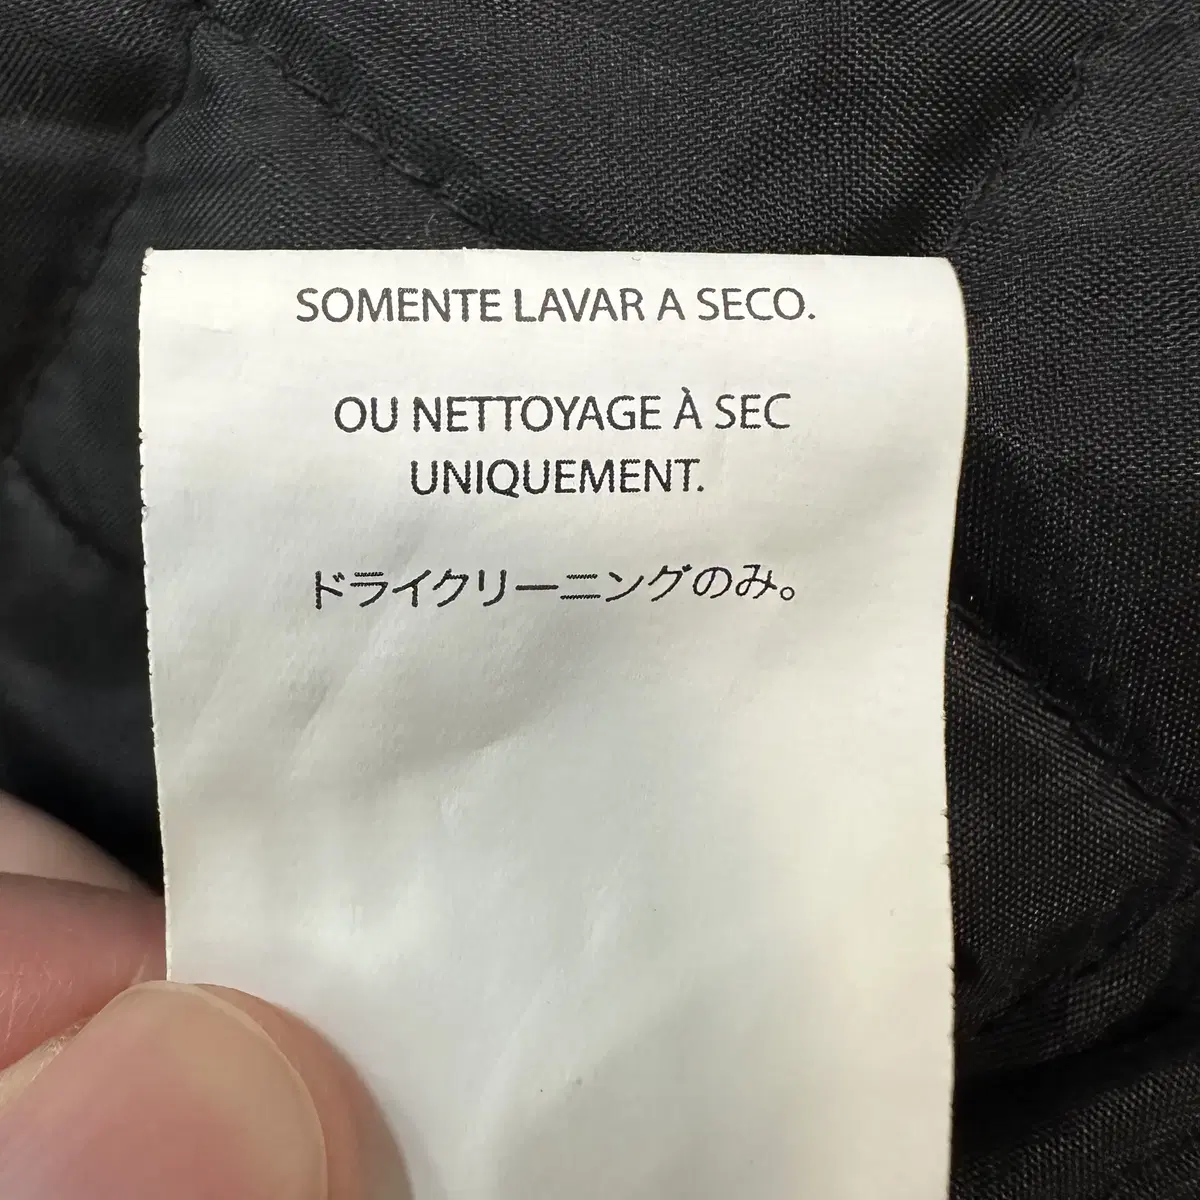 SOMENTE LAVAR A SECO.
OU NETTOYAGE À SEC
UNIQUEMENT.
ドライクリーニングのみ。